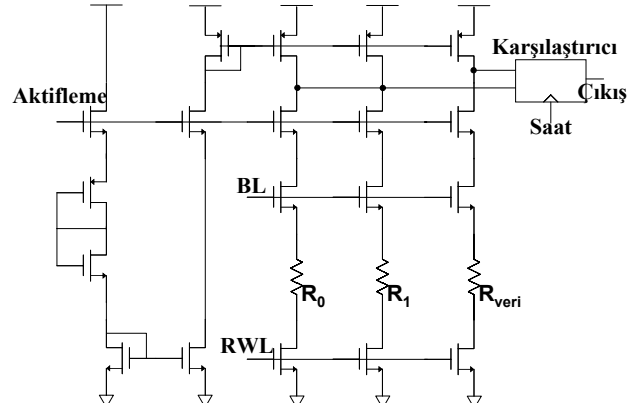 Karşılaştırıcı
Aktifleme
Çıkış
Saat
BL
R0
R1
Rveri
RWL